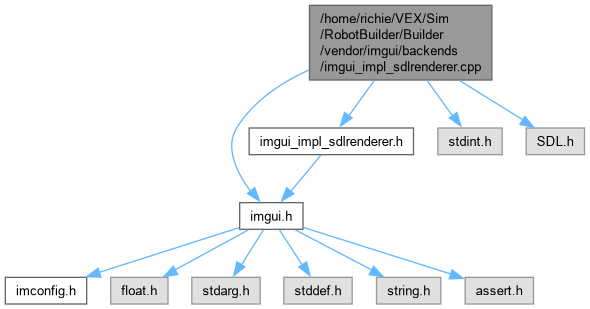 /home/richie/VEX/Sim
/RobotBuilder/Builder
/vendor/imgui/backends
/imgui_impl_sdlrenderer.cpp
imgui_impl_sdlrenderer.h
stdint.h
SDL.h
imgui.h
imconfig.h
float.h
stdarg.h
stddef.h
string.h
assert.h